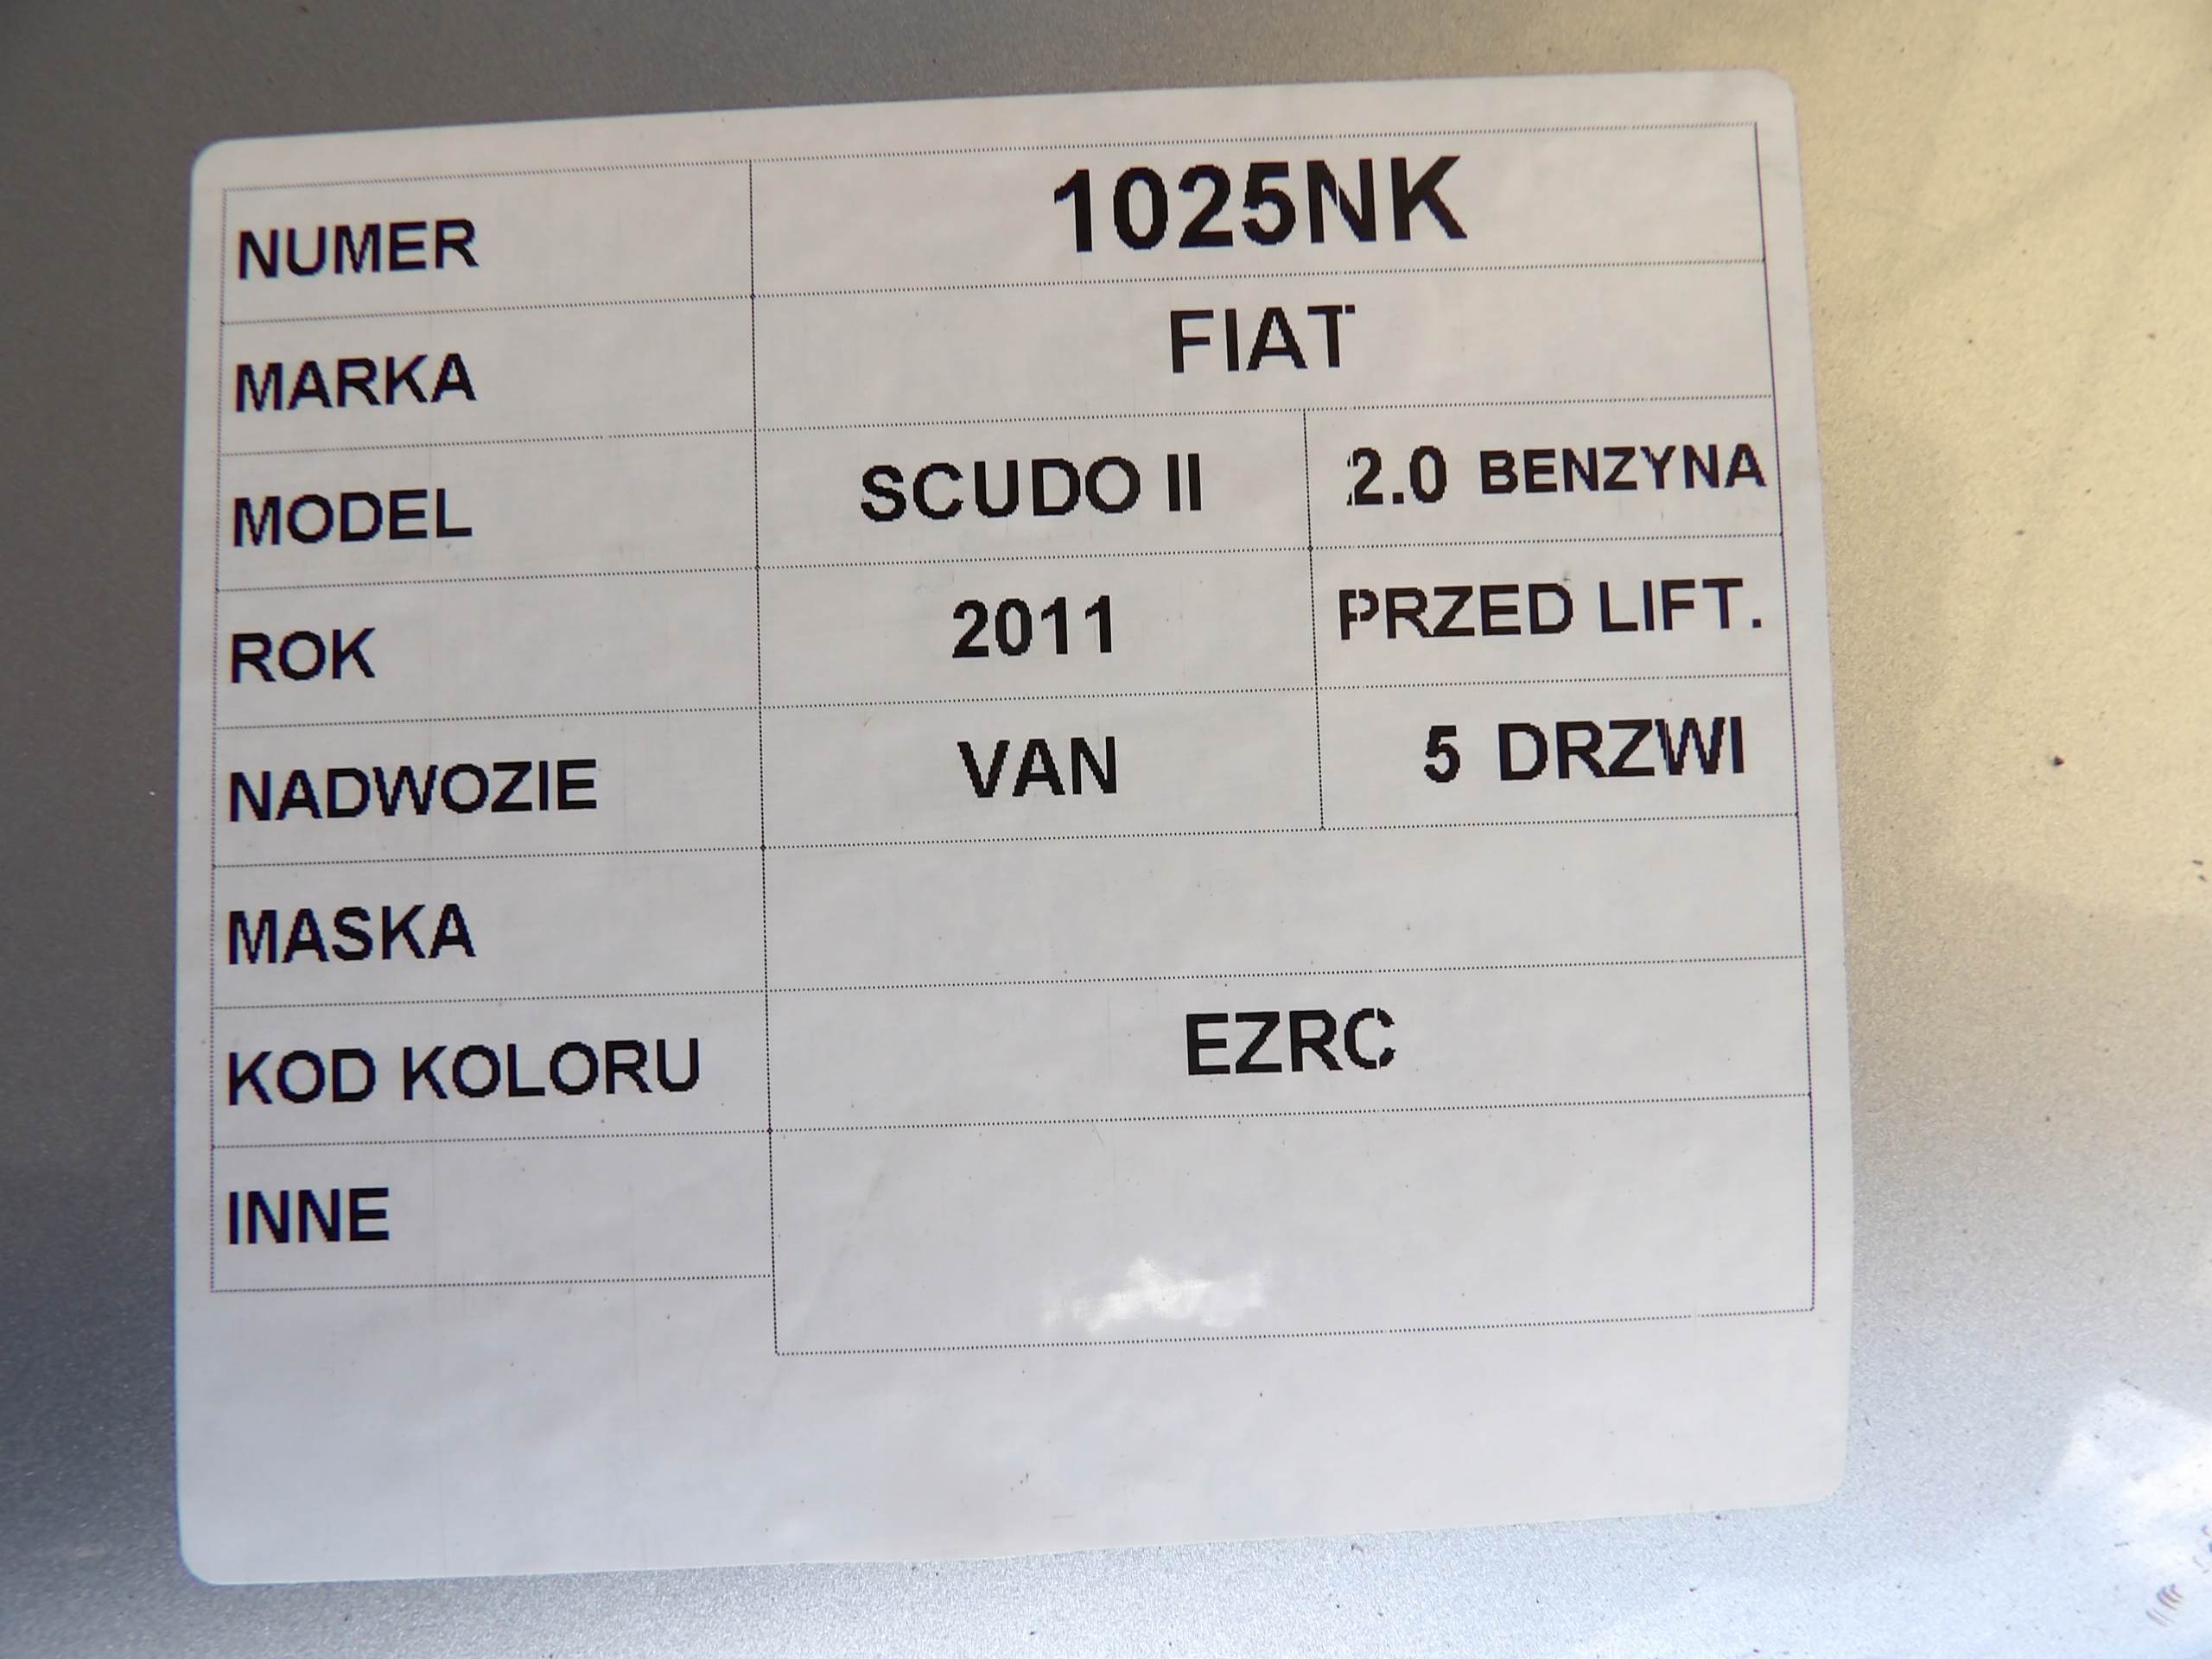 NUMER 1025NK
MARKA FIAT
MODEL SCUDO II 2.0 BENZYNA
ROK 2011 PRZED LIFT.
NADWOZIE VAN 5 DRZWI
MASKA
KOD KOLORU EZRC
INNE